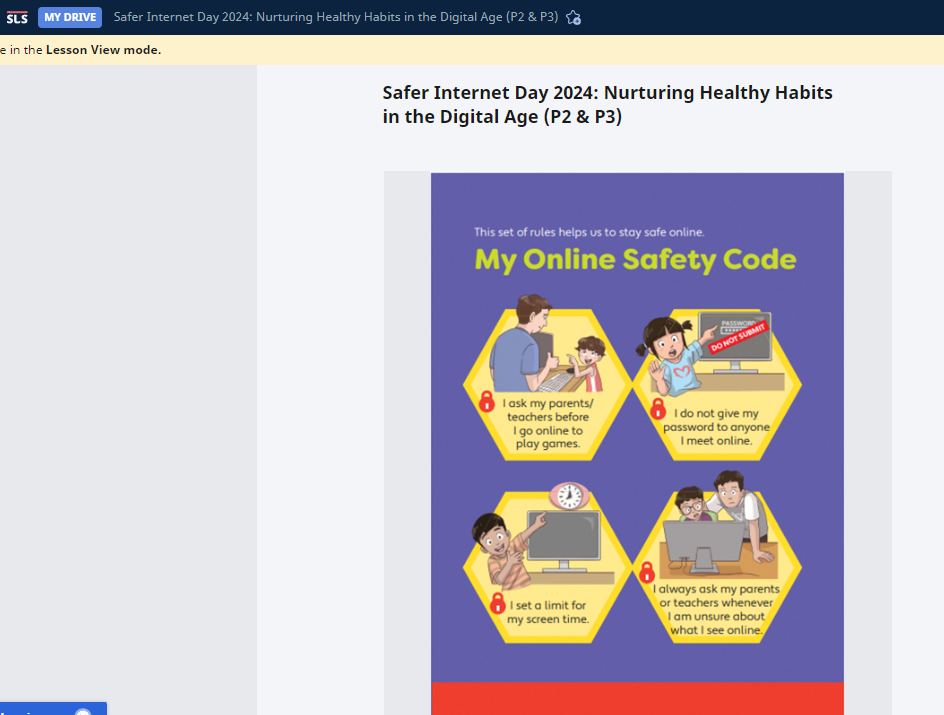 SLS MY DRIVE Safer Internet Day 2024: Nurturing Healthy Habits in the Digital Age (P2 & P3)
e in the Lesson View mode.
Safer Internet Day 2024: Nurturing Healthy Habits
in the Digital Age (P2 & P3)
This set of rules helps us to stay safe online.
My Online Safety Code
I ask my parents/
teachers before
I go online to
play games.
PASSWORD
DO NOT SUBMIT
I do not give my
password to anyone
I meet online.
I set a limit for
my screen time.
I always ask my parents
or teachers whenever
I am unsure about
what I see online.